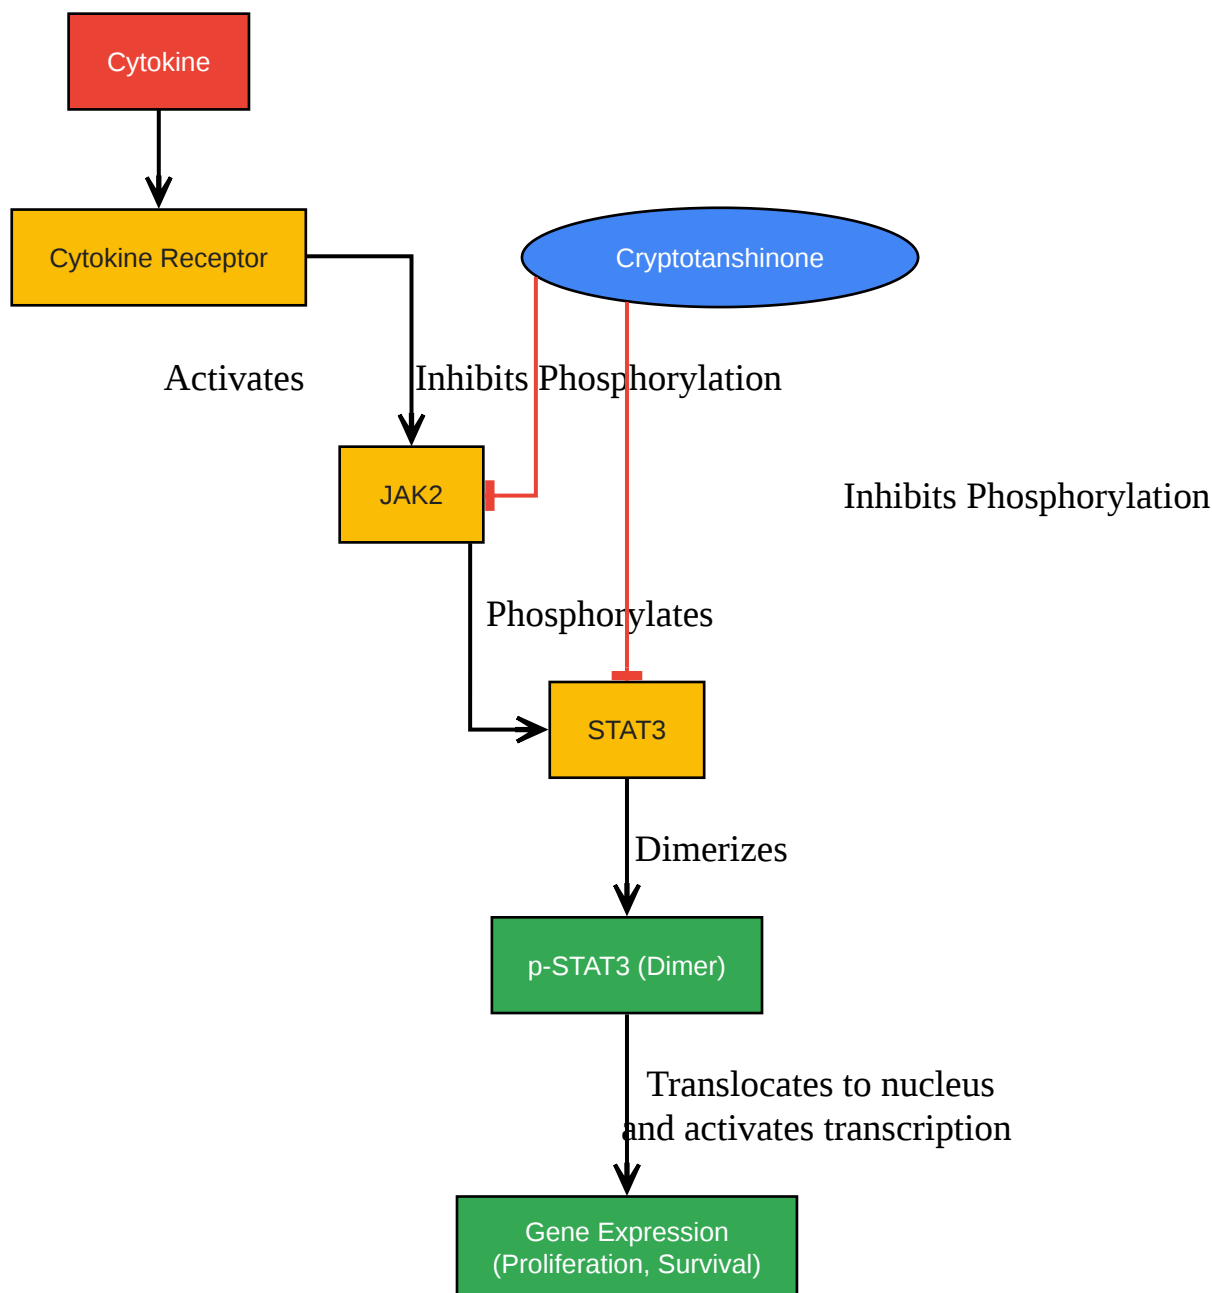 Cytokine
Cytokine Receptor
Cryptotanshinone
Activates
Inhibits Phosphorylation
JAK2
Inhibits Phosphorylation
Phosphorylates
STAT3
Dimerizes
p-STAT3 (Dimer)
Translocates to nucleus
and activates transcription
Gene Expression
(Proliferation, Survival)